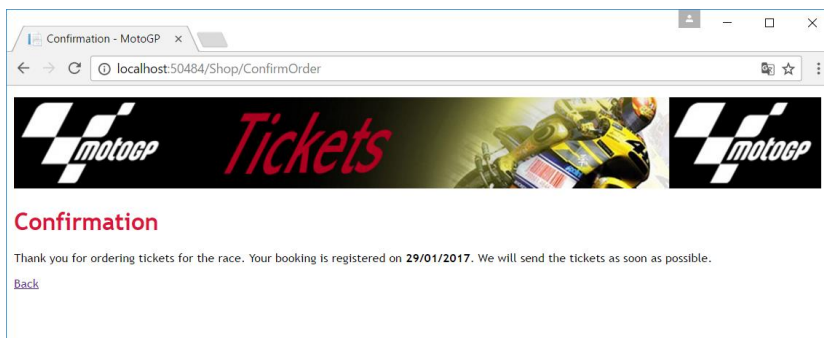 Confirmation - MotoGP
localhost:50484/Shop/ConfirmOrder
motoGP Tickets motoGP
Confirmation
Thank you for ordering tickets for the race. Your booking is registered on 29/01/2017. We will send the tickets as soon as possible.
Back